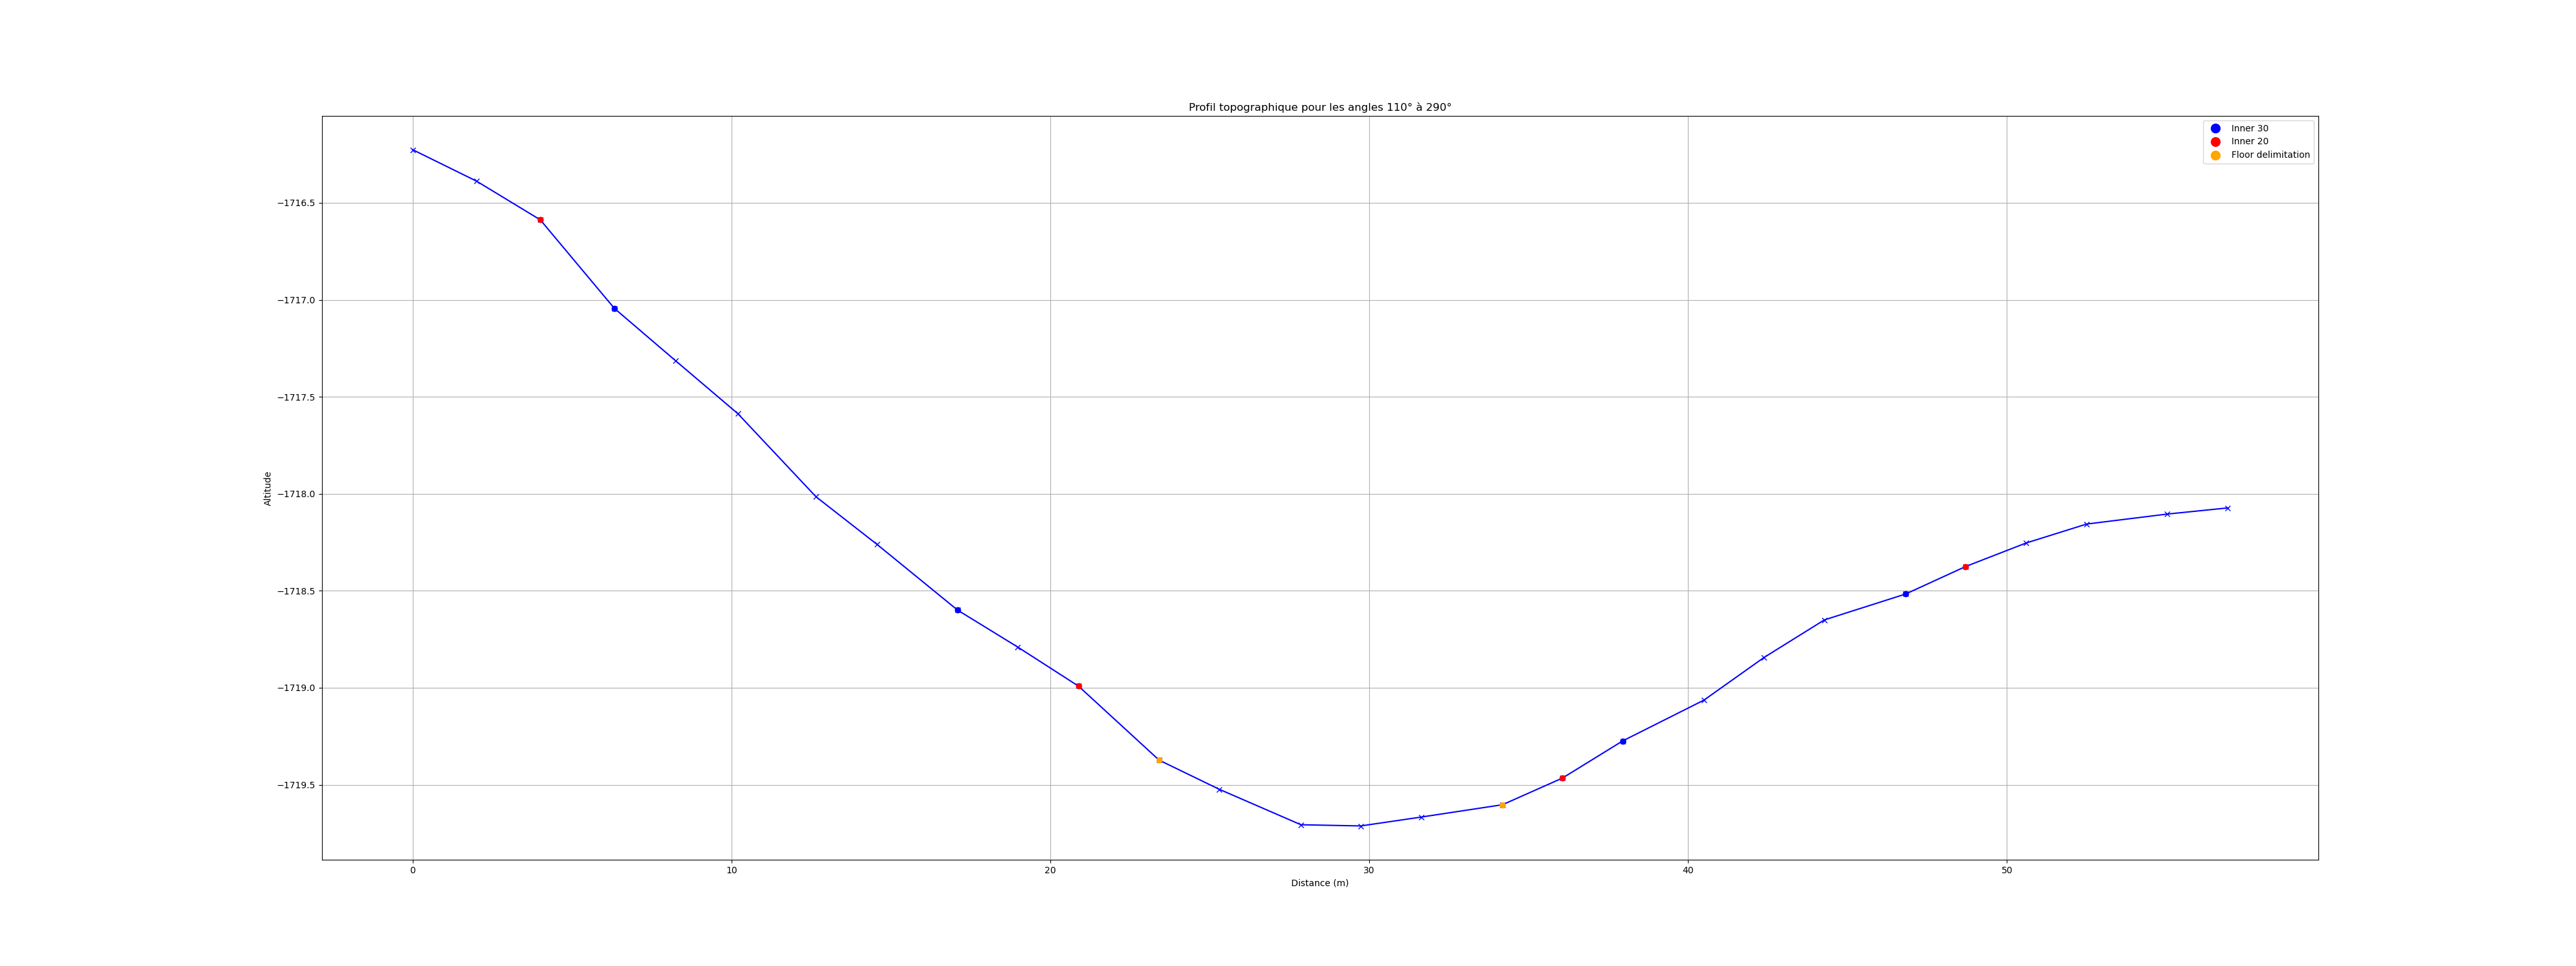 Profil topographique pour les angles 110° à 290°
Inner 30
Inner 20
Floor delimitation
−1716.5
−1717.0
−1717.5
−1718.0
−1718.5
−1719.0
−1719.5
Altitude
0 10 20 30 40 50
Distance (m)